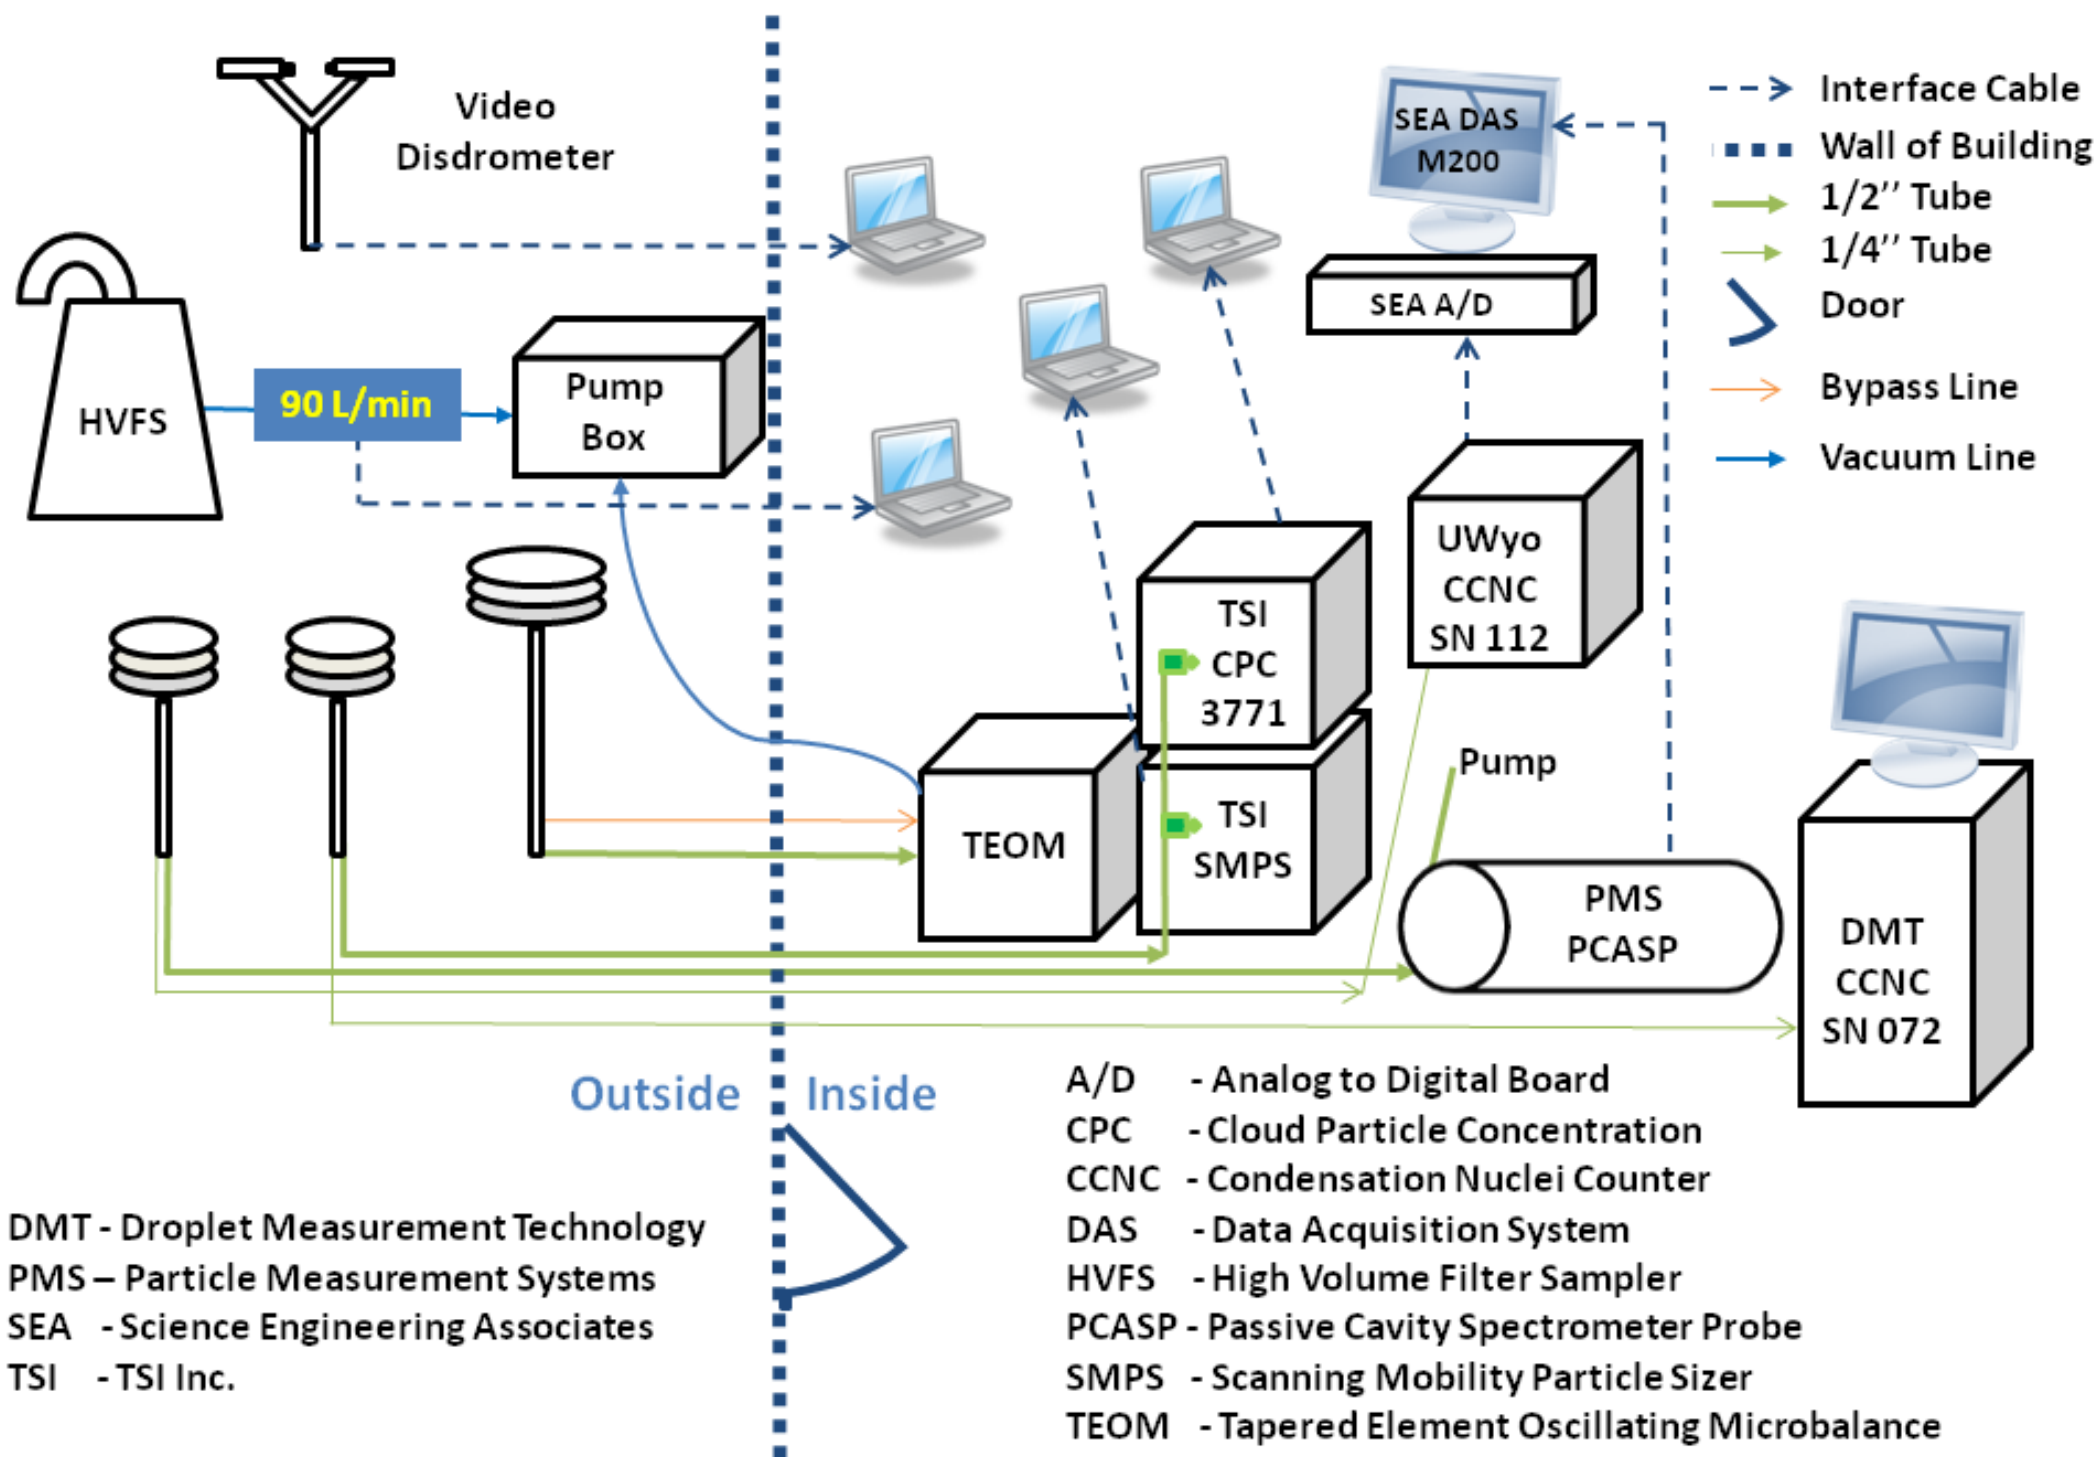 Video
Disdrometer
HVFS
90 L/min
Pump
Box
SEA DAS
M200
SEA A/D
Interface Cable
Wall of Building
1/2’’ Tube
1/4’’ Tube
Door
Bypass Line
Vacuum Line
UWyo
CCNC
SN 112
TSI
CPC
3771
TSI
SMPS
TEOM
Pump
PMS
PCASP
DMT
CCNC
SN 072
Outside
Inside
DMT - Droplet Measurement Technology
PMS – Particle Measurement Systems
SEA - Science Engineering Associates
TSI - TSI Inc.
A/D - Analog to Digital Board
CPC - Cloud Particle Concentration
CCNC - Condensation Nuclei Counter
DAS - Data Acquisition System
HVFS - High Volume Filter Sampler
PCASP - Passive Cavity Spectrometer Probe
SMPS - Scanning Mobility Particle Sizer
TEOM - Tapered Element Oscillating Microbalance